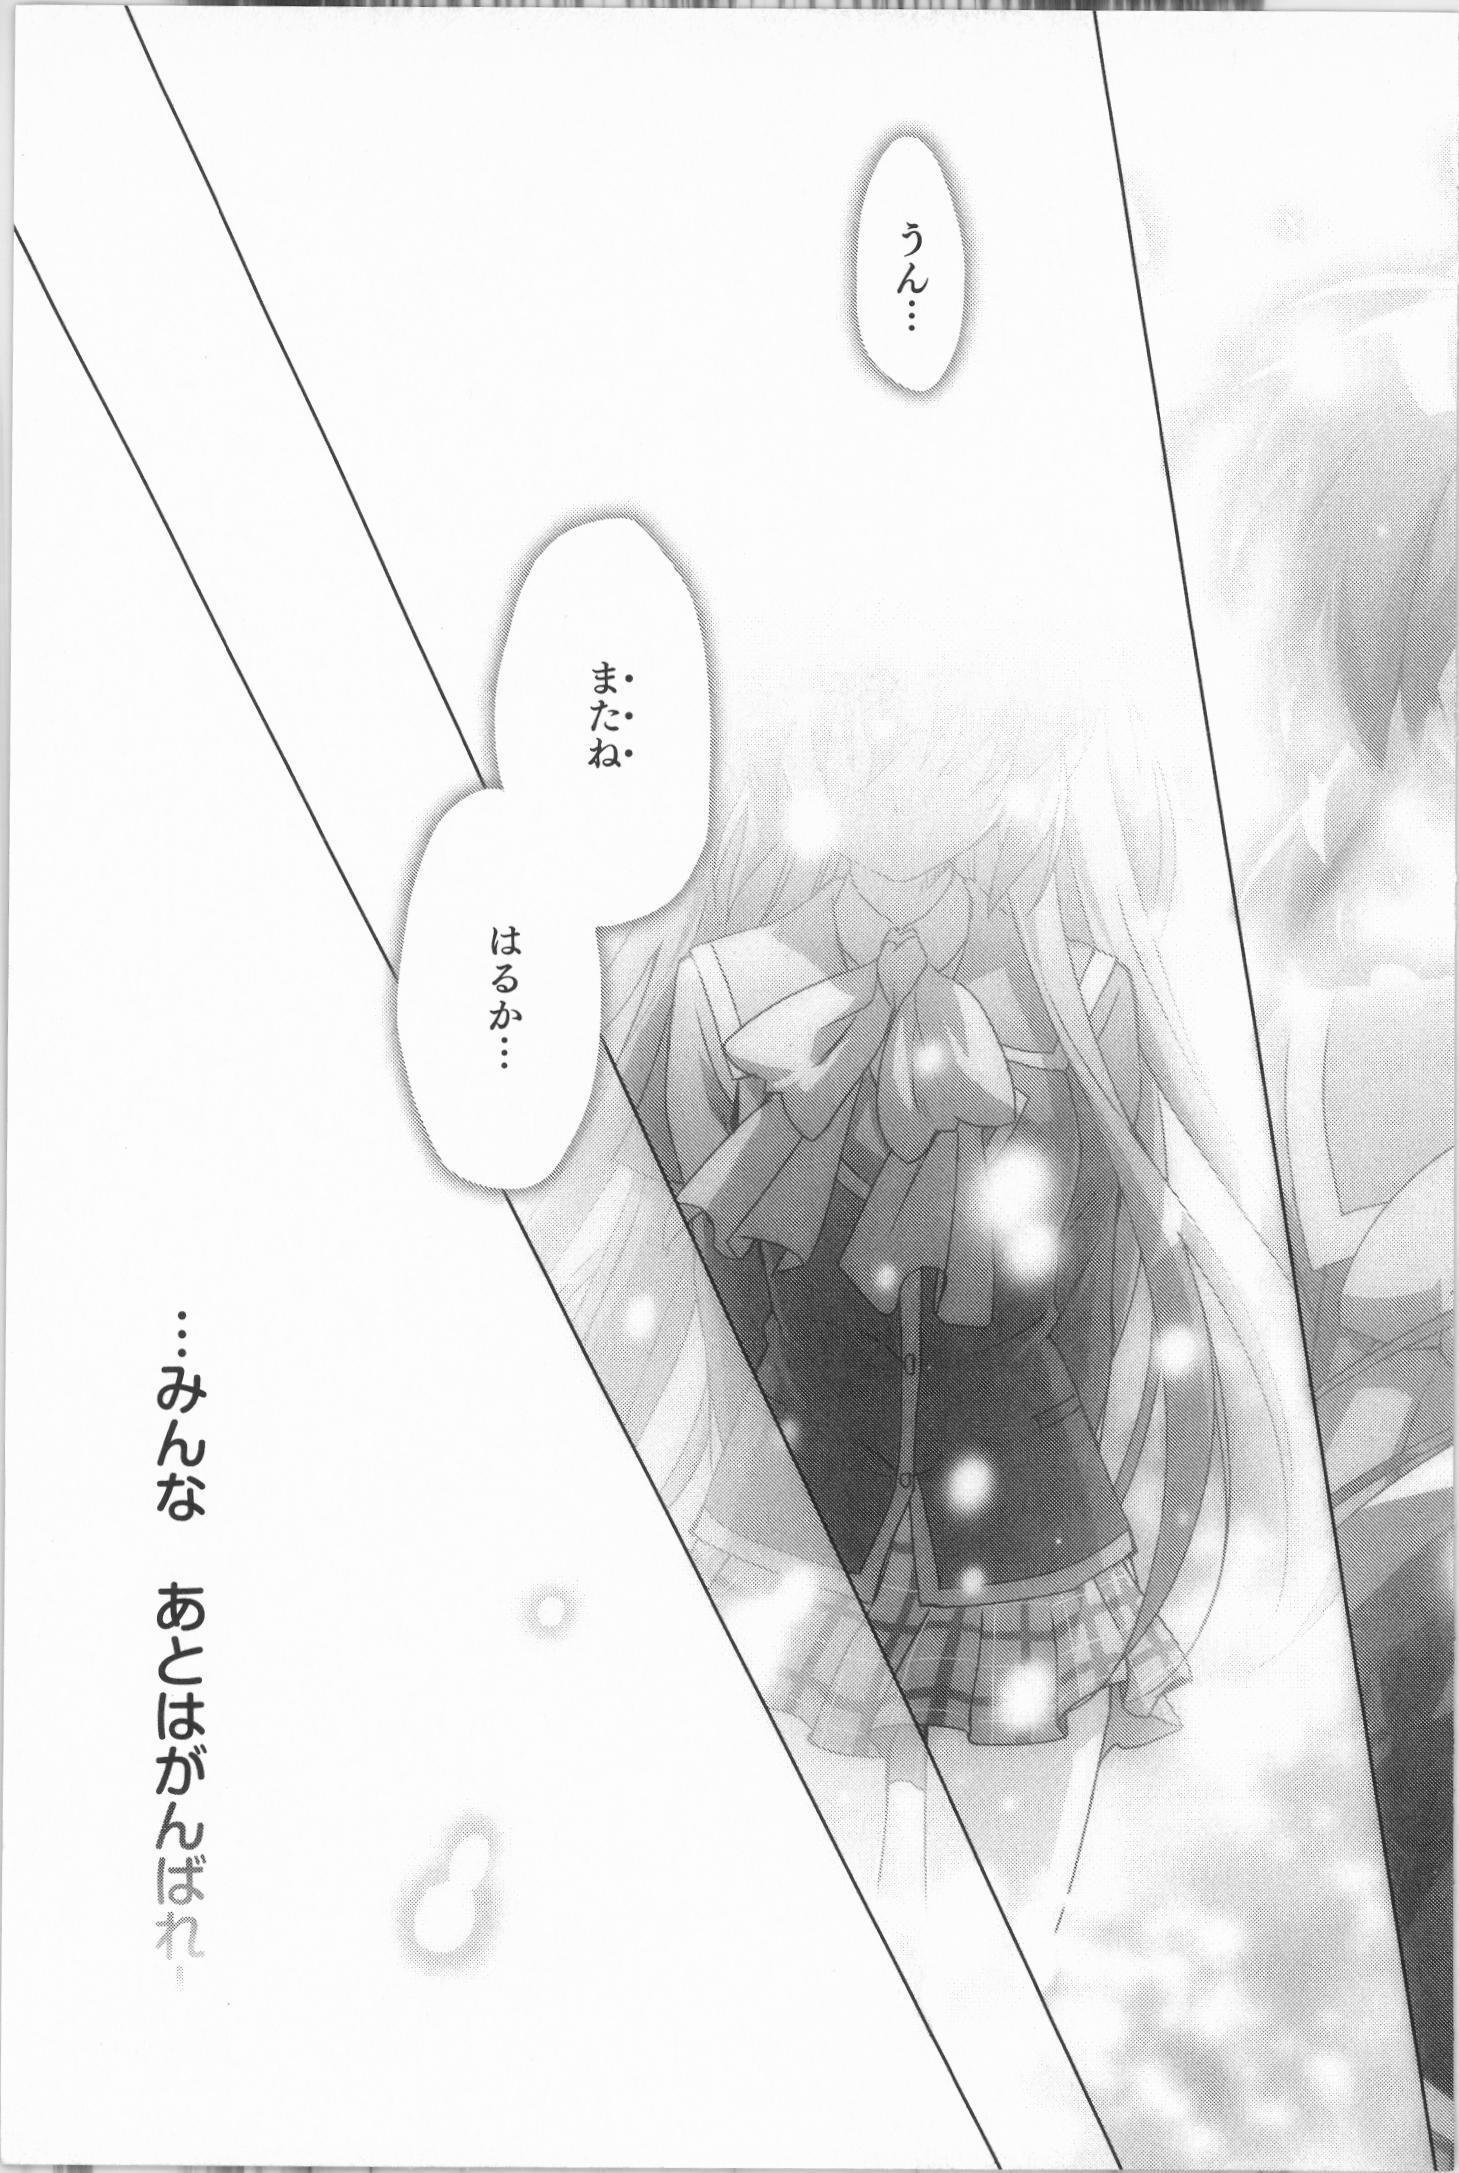 うん…
またね
はるか…
…みんな　あとはがんばれ-